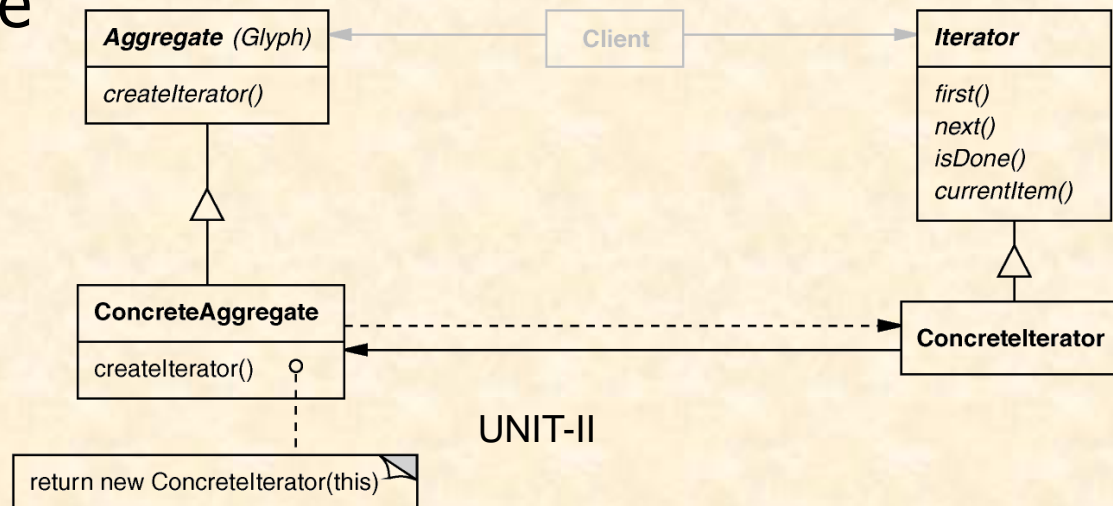 e
Aggregate (Glyph)
createIterator()
Client
Iterator
first()
next()
isDone()
currentItem()
ConcreteAggregate
createIterator()
ConcreteIterator
UNIT-II
return new ConcreteIterator(this)